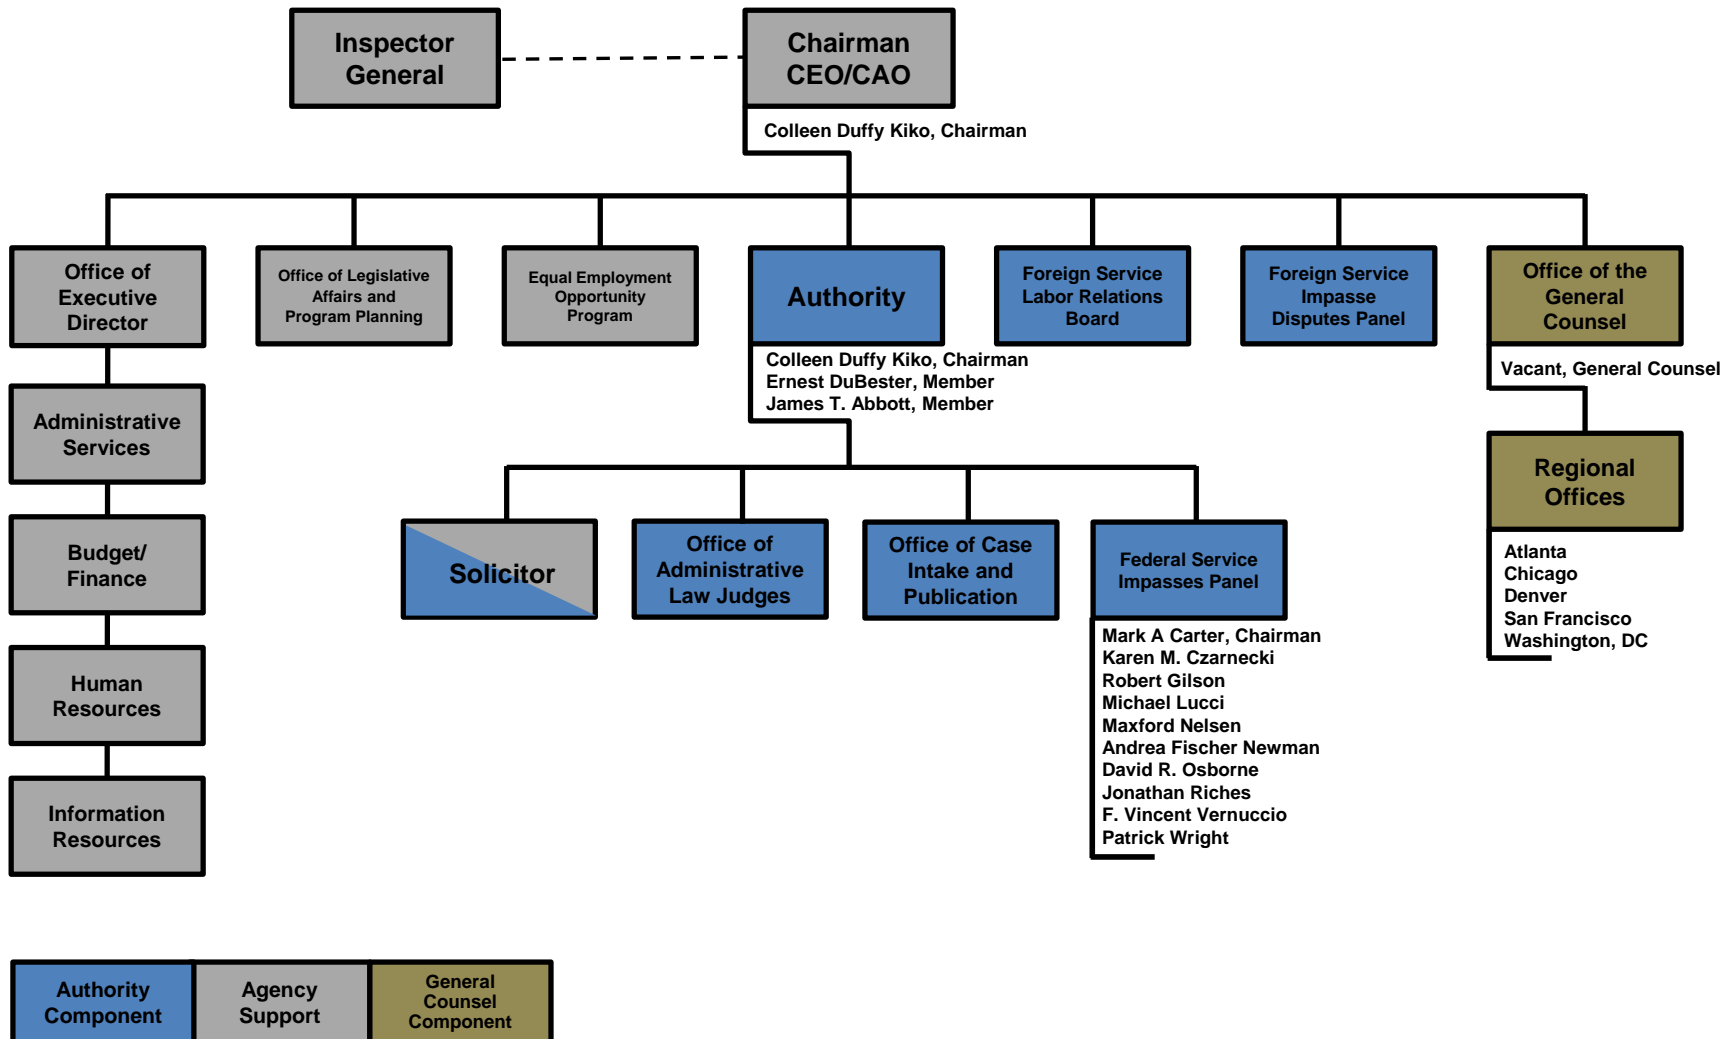 Inspector
General
Chairman
CEO/CAO
Colleen Duffy Kiko, Chairman
Office of
Executive
Director
Office of Legislative
Affairs and
Program Planning
Equal Employment
Opportunity
Program
Authority
Foreign Service
Labor Relations
Board
Foreign Service
Impasse
Disputes Panel
Office of the
General
Counsel
Colleen Duffy Kiko, Chairman
Ernest DuBester, Member
James T. Abbott, Member
Vacant, General Counsel
Administrative
Services
Budget/
Finance
Human
Resources
Information
Resources
Solicitor
Office of
Administrative
Law Judges
Office of Case
Intake and
Publication
Federal Service
Impasses Panel
Mark A Carter, Chairman
Karen M. Czarnecki
Robert Gilson
Michael Lucci
Maxford Nelsen
Andrea Fischer Newman
David R. Osborne
Jonathan Riches
F. Vincent Vernuccio
Patrick Wright
Regional
Offices
Atlanta
Chicago
Denver
San Francisco
Washington, DC
Authority
Component
Agency
Support
General
Counsel
Component